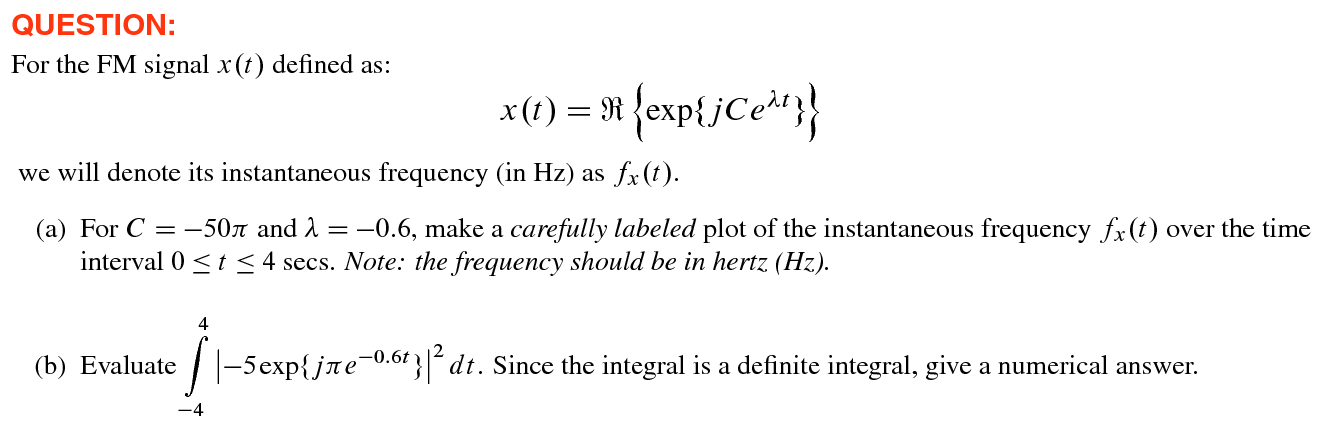 QUESTION:
For the FM signal x(t) defined as:
x(t) = ℜ {exp{jCe^{λt}}}
we will denote its instantaneous frequency (in Hz) as f_x(t).
(a) For C = −50π and λ = −0.6, make a carefully labeled plot of the instantaneous frequency f_x(t) over the time
interval 0 ≤ t ≤ 4 secs. Note: the frequency should be in hertz (Hz).
(b) Evaluate ∫_{−4}^{4} |−5 exp{jπe^{−0.6t}}|² dt. Since the integral is a definite integral, give a numerical answer.